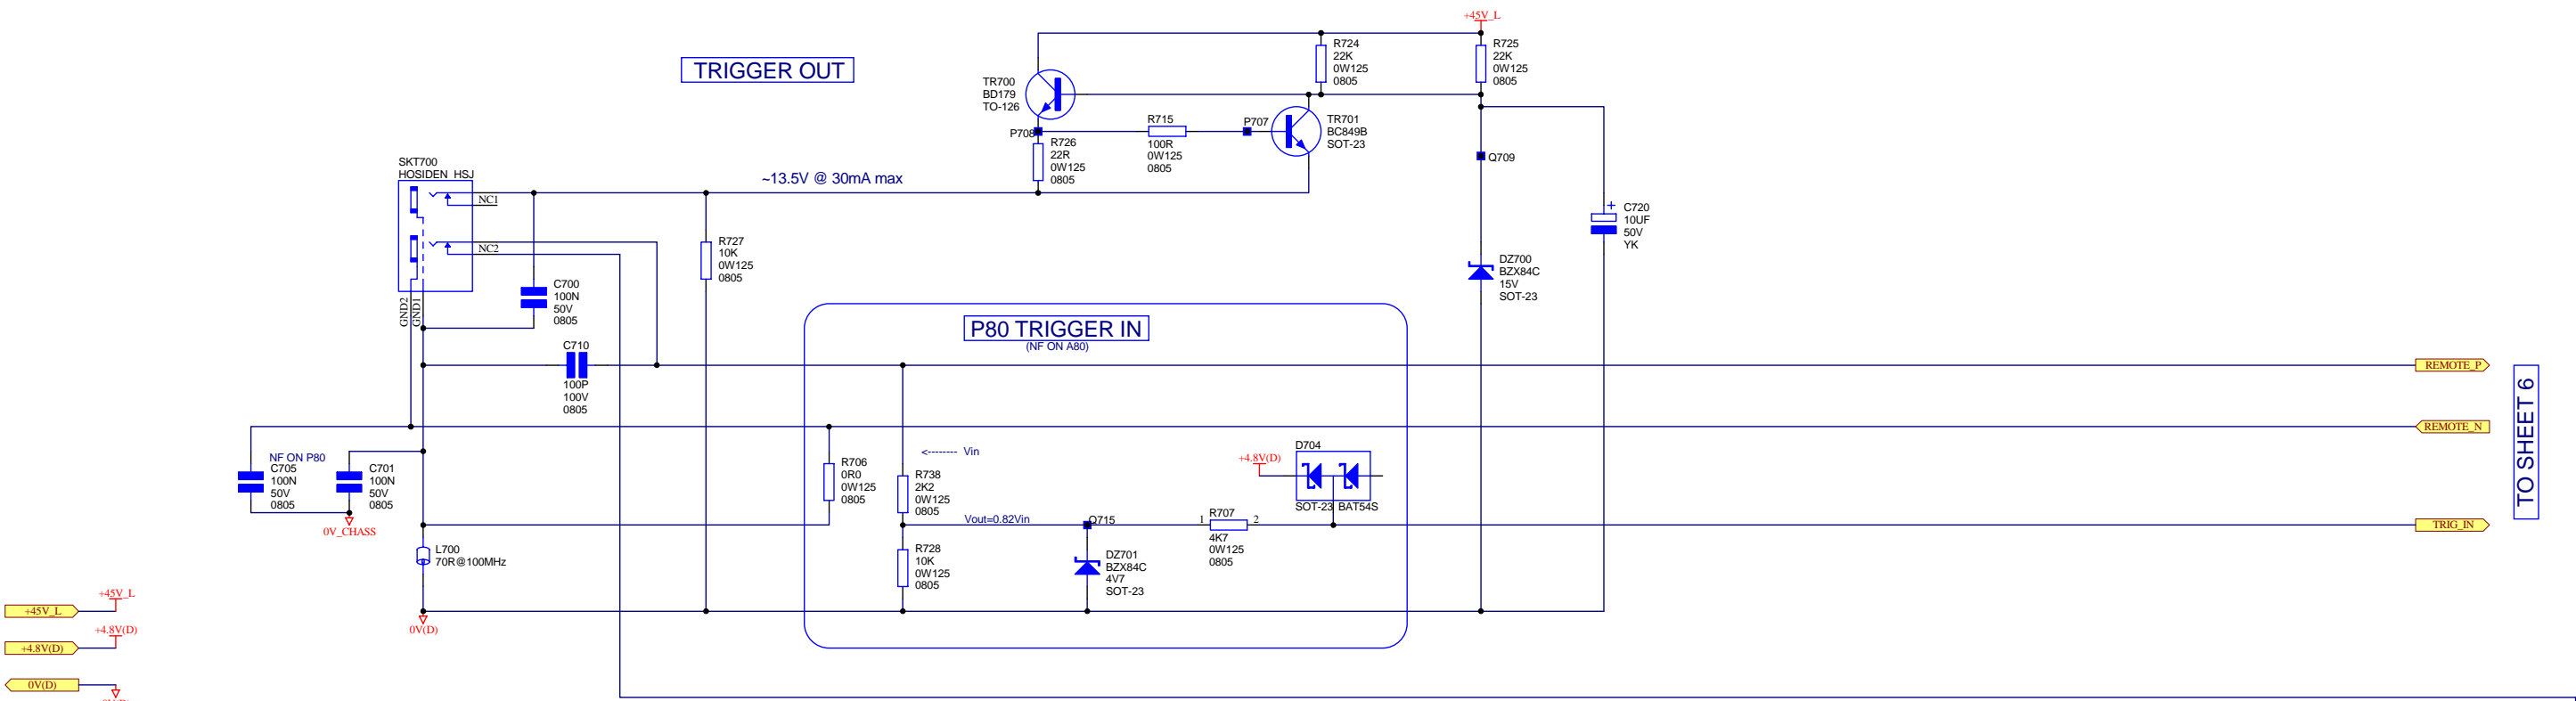 TRIGGER OUT
+45V_L
R724
22K
0W125
0805
R725
22K
0W125
0805
TR700
BD179
TO-126
P708
R726
22R
0W125
0805
R715
100R
0W125
0805
P707
TR701
BC849B
SOT-23
Q709
SKT700
HOSIDEN HSJ
NC1
NC2
GND2
GND1
~13.5V @ 30mA max
C700
100N
50V
0805
R727
10K
0W125
0805
C720
10UF
50V
YK
+
DZ700
BZX84C
15V
SOT-23
P80 TRIGGER IN
(NF ON A80)
C710
100P
100V
0805
REMOTE_P
REMOTE_N
TRIG_IN
TO SHEET 6
NF ON P80
C705
100N
50V
0805
C701
100N
50V
0805
0V_CHASS
L700
70R@100MHz
0V(D)
R706
0R0
0W125
0805
<-------- Vin
R738
2K2
0W125
0805
Vout=0.82Vin
R728
10K
0W125
0805
Q715
DZ701
BZX84C
4V7
SOT-23
1
2
R707
4K7
0W125
0805
+4.8V(D)
D704
SOT-23 BAT54S
+45V_L
+45V_L
+4.8V(D)
+4.8V(D)
0V(D)